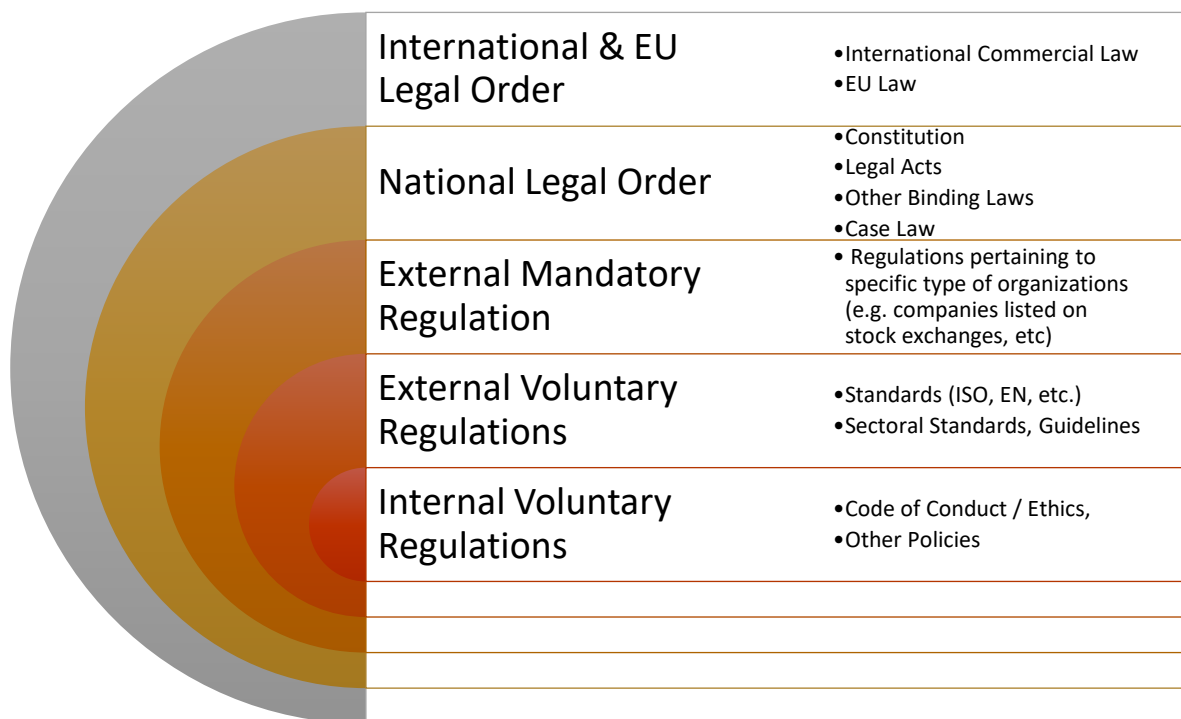 International & EU
Legal Order
•International Commercial Law
•EU Law
National Legal Order
•Constitution
•Legal Acts
•Other Binding Laws
•Case Law
External Mandatory
Regulation
• Regulations pertaining to
specific type of organizations
(e.g. companies listed on
stock exchanges, etc)
External Voluntary
Regulations
•Standards (ISO, EN, etc.)
•Sectoral Standards, Guidelines
Internal Voluntary
Regulations
•Code of Conduct / Ethics,
•Other Policies